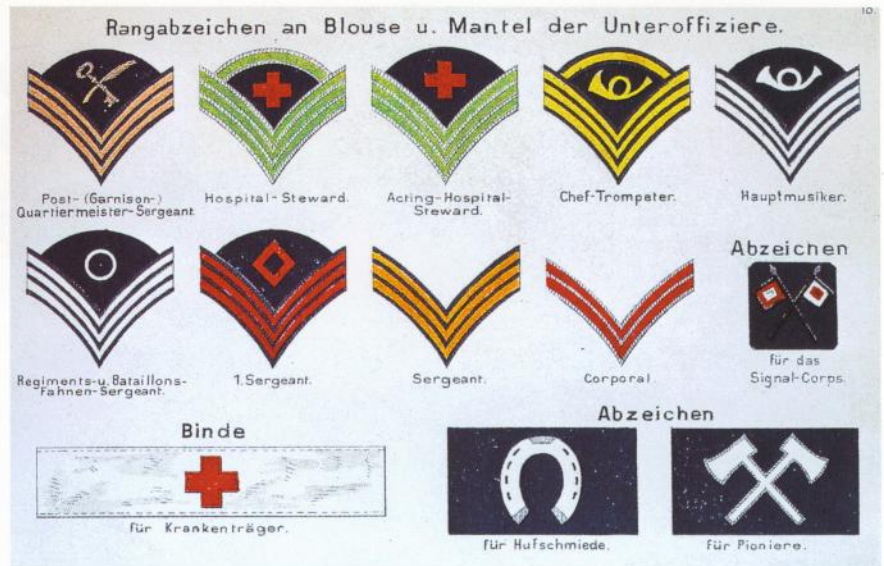 10.
Rangabzeichen an Blouse u. Mantel der Unteroffiziere.
Post- (Garnison-)
Quartiermeister-Sergeant.
Hospital-Steward.
Acting-Hospital-
Steward.
Chef-Trompeter.
Hauptmusiker.
Regiments-u. Bataillons-
Fahnen-Sergeant.
1. Sergeant.
Sergeant.
Corporal
Abzeichen
für das
Signal-Corps.
Binde
für Krankenträger.
Abzeichen
für Hufschmiede.
für Pioniere.